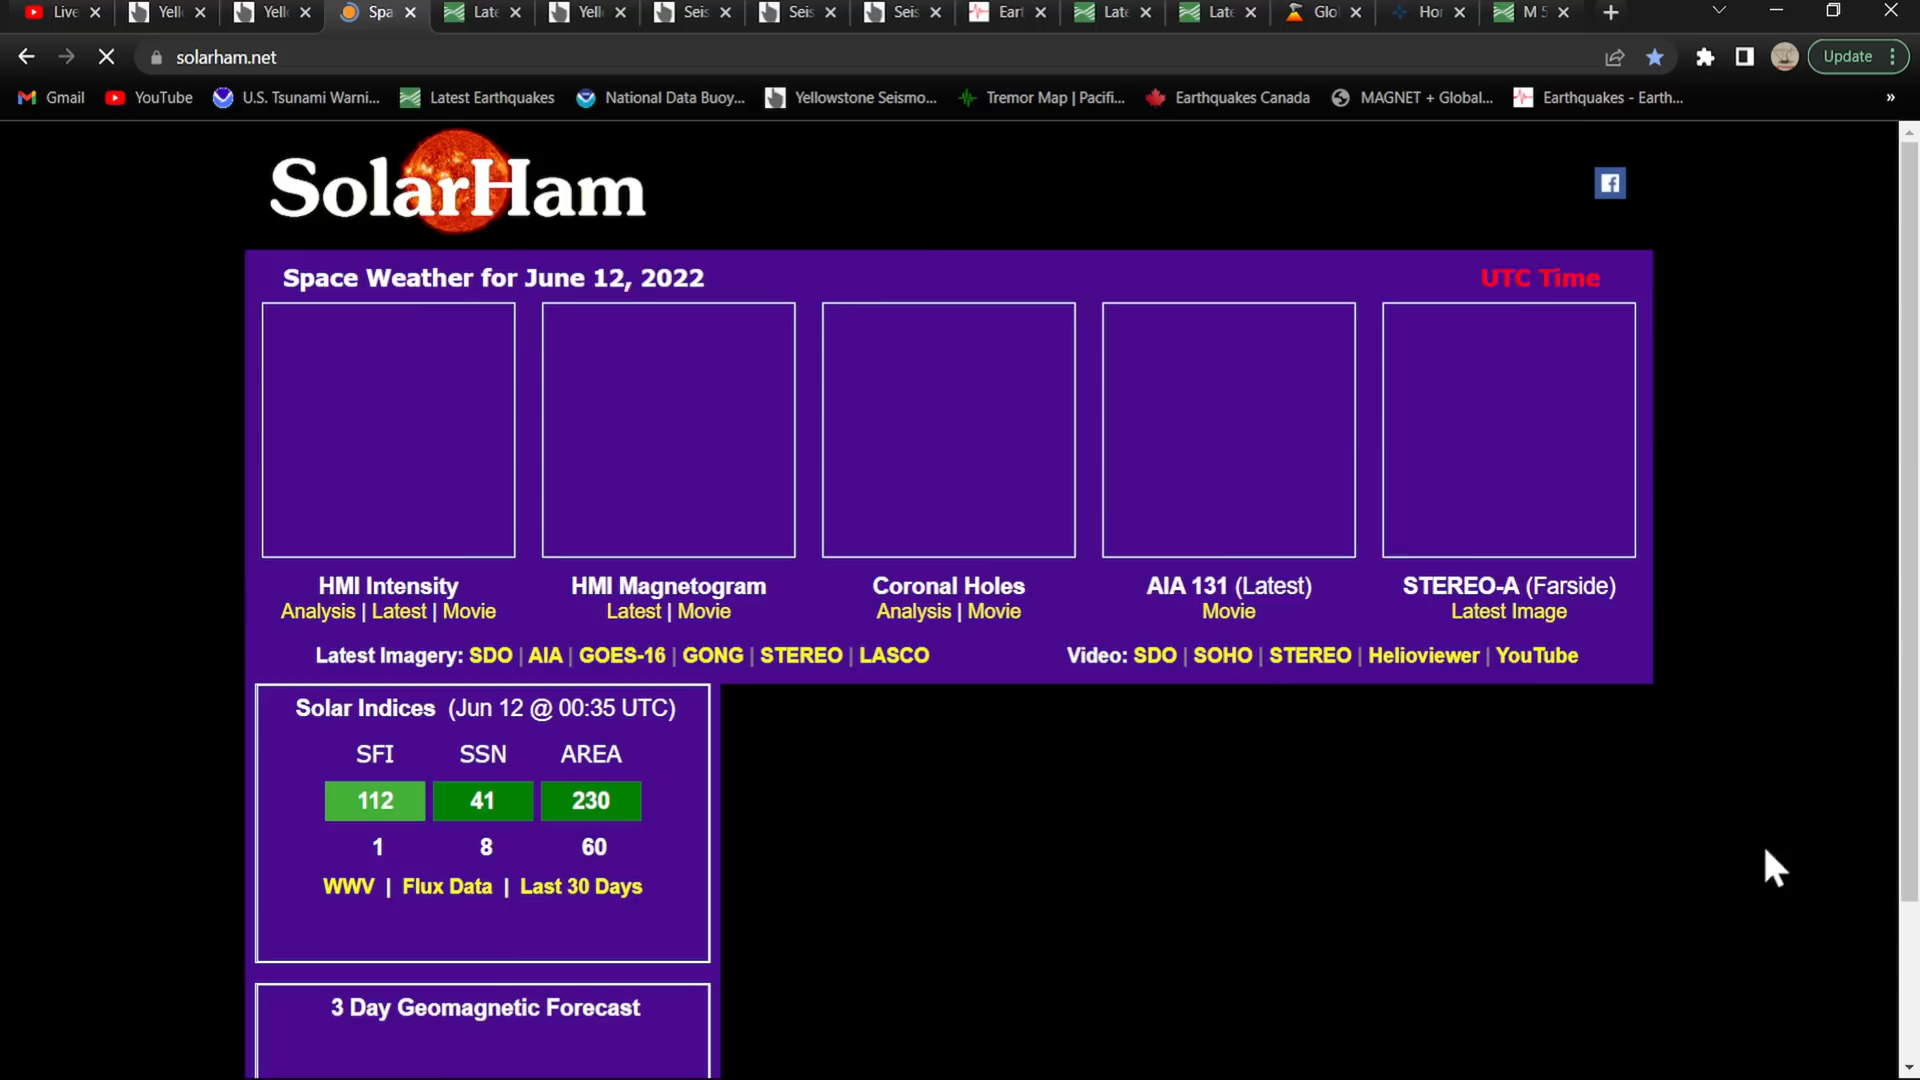 Live Yell Yell Spa Late Yell Seis Seis Seis Eart Late Late Glo Hor M 5
solarham.net Update
Gmail YouTube U.S. Tsunami Warni... Latest Earthquakes National Data Buoy... Yellowstone Seismo... Tremor Map | Pacifi... Earthquakes Canada MAGNET + Global... Earthquakes - Earth... »
SolarHam
Space Weather for June 12, 2022 UTC Time
HMI Intensity HMI Magnetogram Coronal Holes AIA 131 (Latest) STEREO-A (Farside)
Analysis | Latest | Movie Latest | Movie Analysis | Movie Movie Latest Image
Latest Imagery: SDO | AIA | GOES-16 | GONG | STEREO | LASCO Video: SDO | SOHO | STEREO | Helioviewer | YouTube
Solar Indices (Jun 12 @ 00:35 UTC)
SFI SSN AREA
112 41 230
1 8 60
WWV | Flux Data | Last 30 Days
3 Day Geomagnetic Forecast